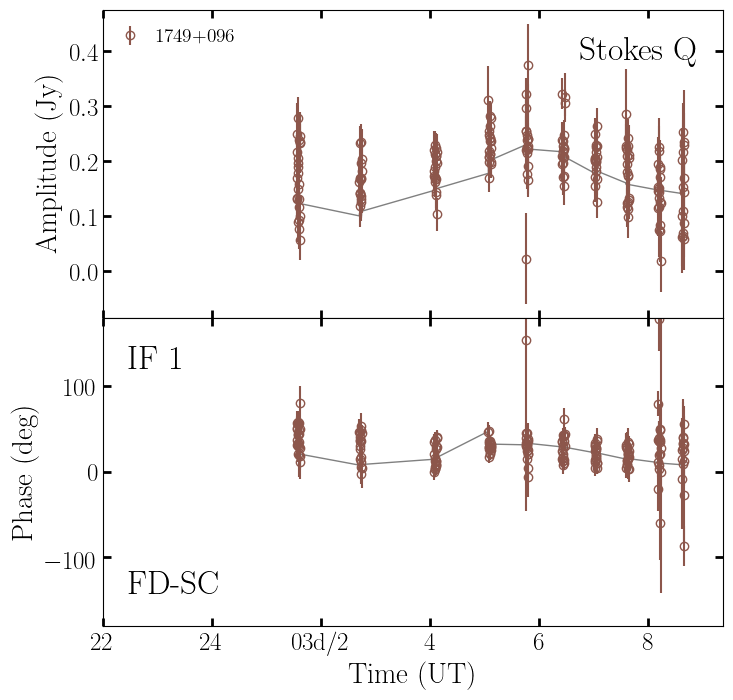 1749+096
Stokes Q
0.4
0.3
0.2
0.1
0.0
Amplitude (Jy)
IF 1
100
0
−100
Phase (deg)
FD-SC
22 24 03d/2 4 6 8
Time (UT)